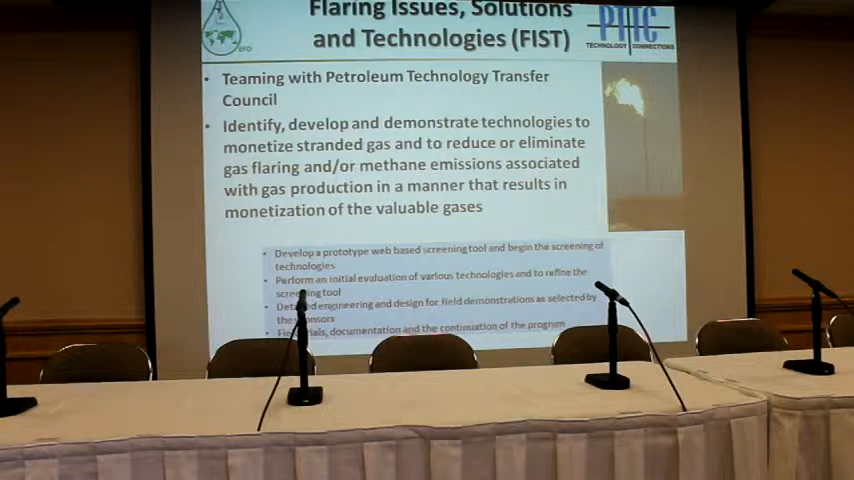 Flaring Issues, Solutions
and Technologies (FIST)
EFD
PTTC
TECHNOLOGY CONNECTIONS
• Teaming with Petroleum Technology Transfer
Council
• Identify, develop and demonstrate technologies to
monetize stranded gas and to reduce or eliminate
gas flaring and/or methane emissions associated
with gas production in a manner that results in
monetization of the valuable gases
• Develop a prototype web based screening tool and begin the screening of
technologies
• Perform an initial evaluation of various technologies and to refine the
screening tool
• Detailed engineering and design for field demonstrations as selected by
the sponsors
• Field trials, documentation and the continuation of the program